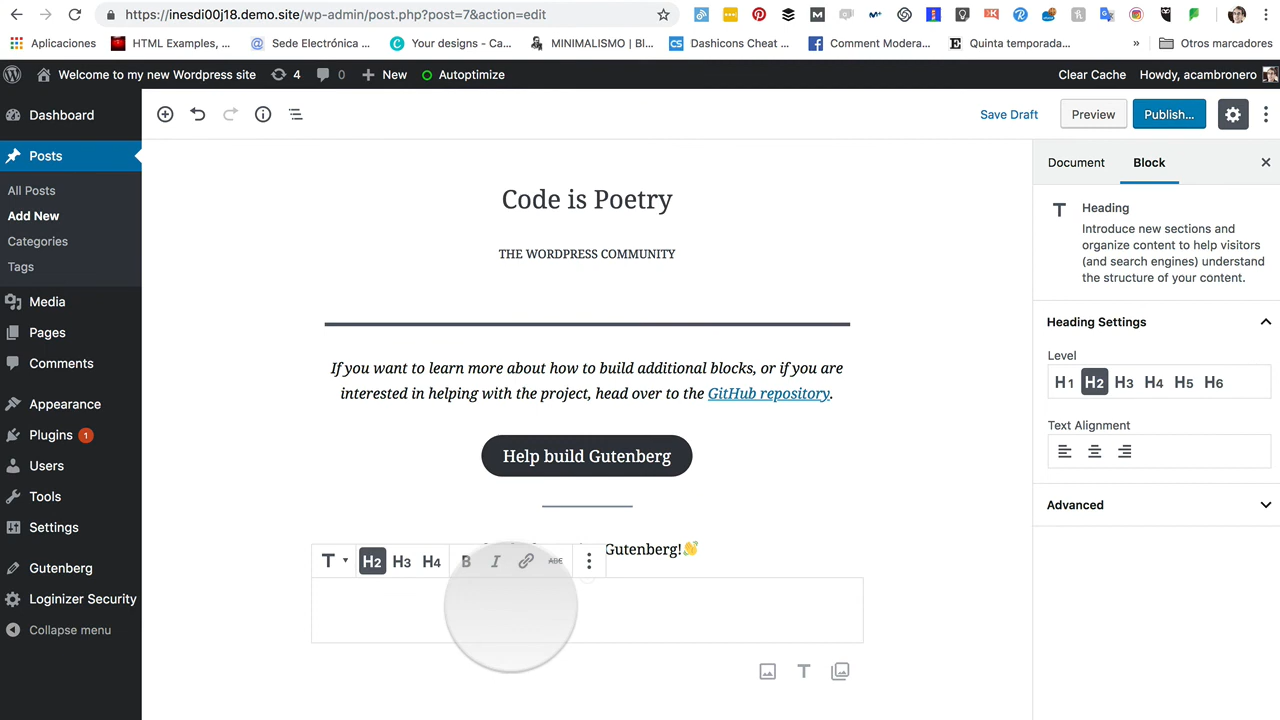 https://inesdi00j18.demo.site/wp-admin/post.php?post=7&action=edit
Aplicaciones
HTML Examples, ...
Sede Electrónica ...
Your designs - Ca...
MINIMALISMO | Bl...
CS
Dashicons Cheat ...
Comment Modera...
Quinta temporada...
»
Otros marcadores
Welcome to my new Wordpress site
4
0
New
Autoptimize
Clear Cache
Howdy, acambronero
Dashboard
Posts
All Posts
Add New
Categories
Tags
Media
Pages
Comments
Appearance
Plugins 1
Users
Tools
Settings
Gutenberg
Loginizer Security
Collapse menu
Save Draft
Preview
Publish...
Code is Poetry
THE WORDPRESS COMMUNITY
If you want to learn more about how to build additional blocks, or if you are
interested in helping with the project, head over to the GitHub repository.
Help build Gutenberg
Gutenberg!👋
T H2 H3 H4 B I ABC
T
Document
Block
T
Heading
Introduce new sections and
organize content to help visitors
(and search engines) understand
the structure of your content.
Heading Settings
Level
H1 H2 H3 H4 H5 H6
Text Alignment
Advanced